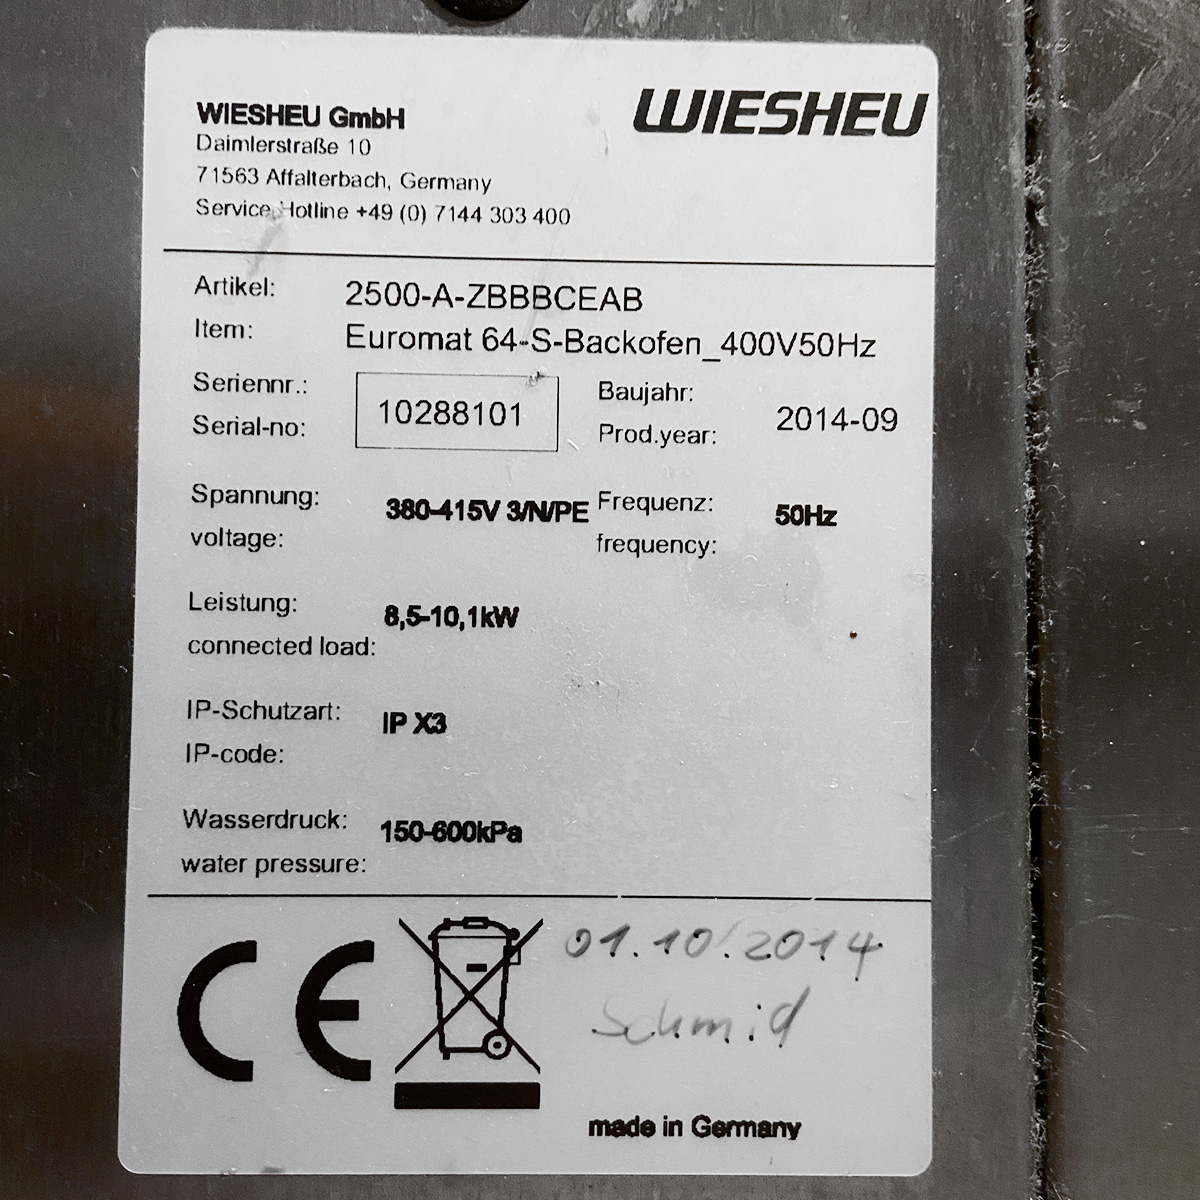 WIESHEU GmbH
WIESHEU
Daimlerstraße 10
71563 Affalterbach, Germany
Service Hotline +49 (0) 7144 303 400
Artikel: 2500-A-ZBBBCEAB
Item: Euromat 64-S-Backofen_400V50Hz
Seriennr.:
Serial-no:
10288101
Baujahr:
Prod.year:
2014-09
Spannung:
voltage:
380-415V 3/N/PE
Frequenz:
frequency:
50Hz
Leistung:
connected load:
8,5-10,1kW
IP-Schutzart:
IP-code:
IP X3
Wasserdruck:
water pressure:
150-600kPa
CE
01.10.2014
Schmid
made in Germany